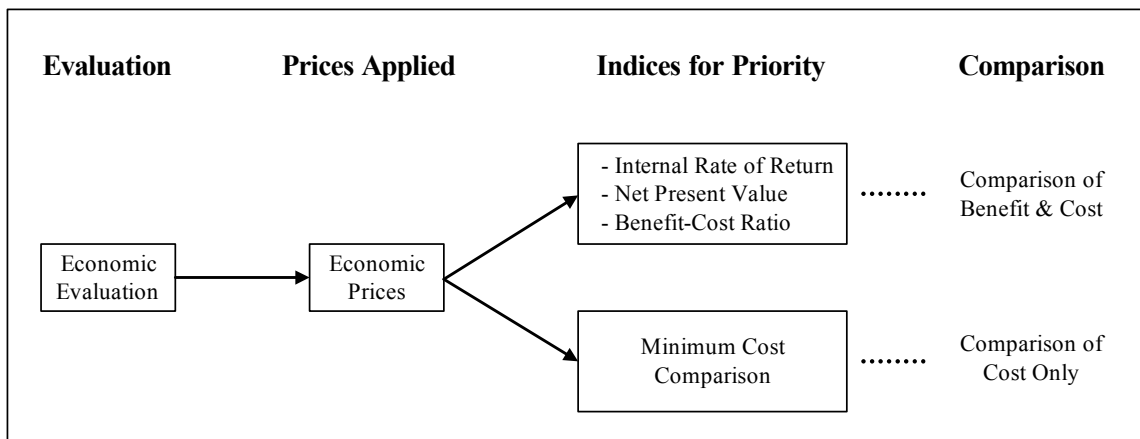 Evaluation
Prices Applied
Indices for Priority
Comparison
Economic
Evaluation
Economic
Prices
- Internal Rate of Return
- Net Present Value
- Benefit-Cost Ratio
........
Comparison of
Benefit & Cost
Minimum Cost
Comparison
........
Comparison of
Cost Only